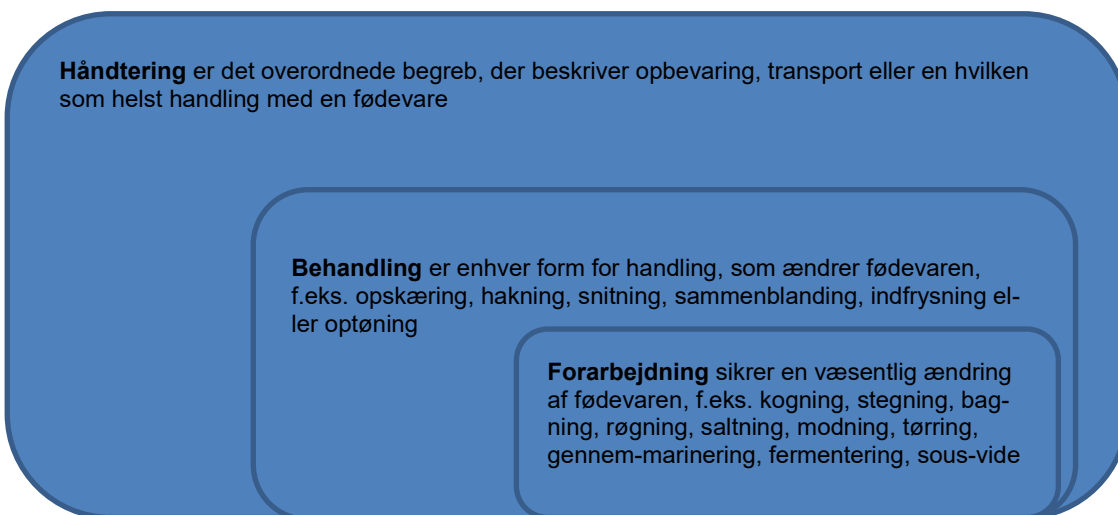 Håndtering er det overordnede begreb, der beskriver opbevaring, transport eller en hvilken
som helst handling med en fødevare
Behandling er enhver form for handling, som ændrer fødevaren,
f.eks. opskæring, hakning, snitning, sammenblanding, indfrysning el-
ler optøning
Forarbejdning sikrer en væsentlig ændring
af fødevaren, f.eks. kogning, stegning, bag-
ning, røgning, saltning, modning, tørring,
gennem-marinering, fermentering, sous-vide